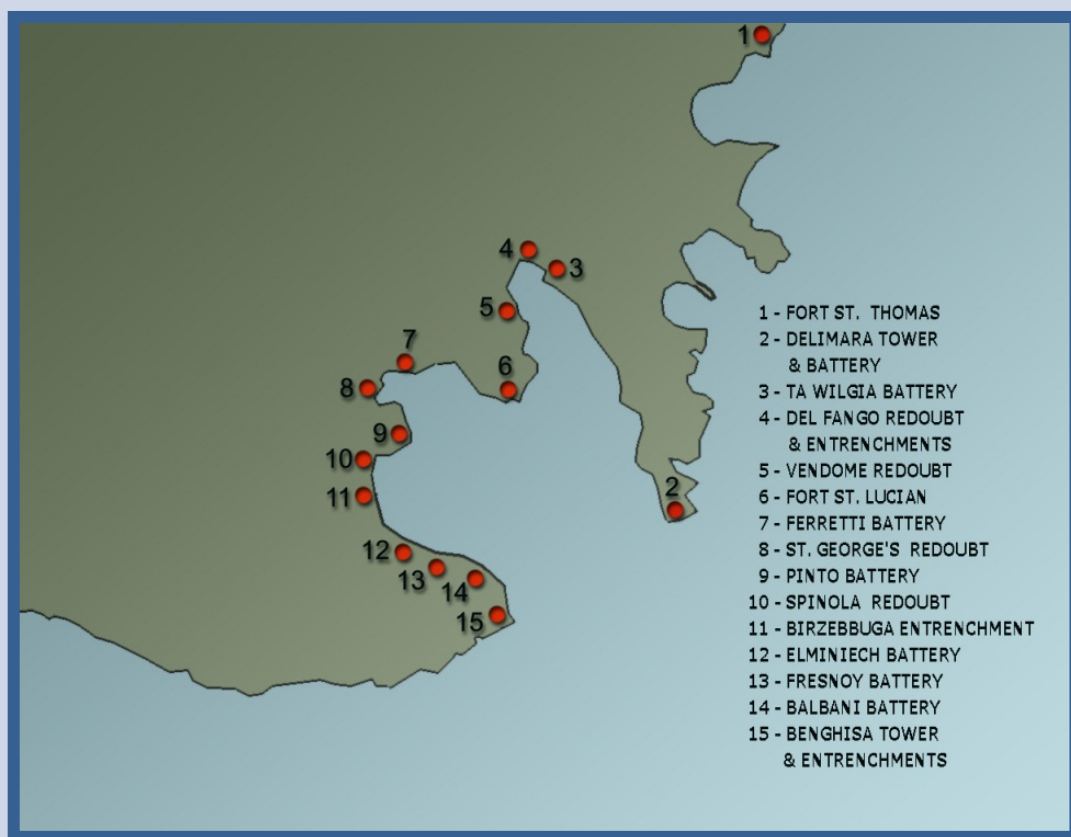 1
4
3
5
7
6
8
9
10
11
2
12
13
14
15
1 - FORT ST. THOMAS
2 - DELIMARA TOWER
& BATTERY
3 - TA WILGIA BATTERY
4 - DEL FANGO REDOUBT
& ENTRENCHMENTS
5 - VENDOME REDOUBT
6 - FORT ST. LUCIAN
7 - FERRETTI BATTERY
8 - ST. GEORGE'S REDOUBT
9 - PINTO BATTERY
10 - SPINOLA REDOUBT
11 - BIRZEBBUGA ENTRENCHMENT
12 - ELMINIECH BATTERY
13 - FRESNOY BATTERY
14 - BALBANI BATTERY
15 - BENGHISA TOWER
& ENTRENCHMENTS